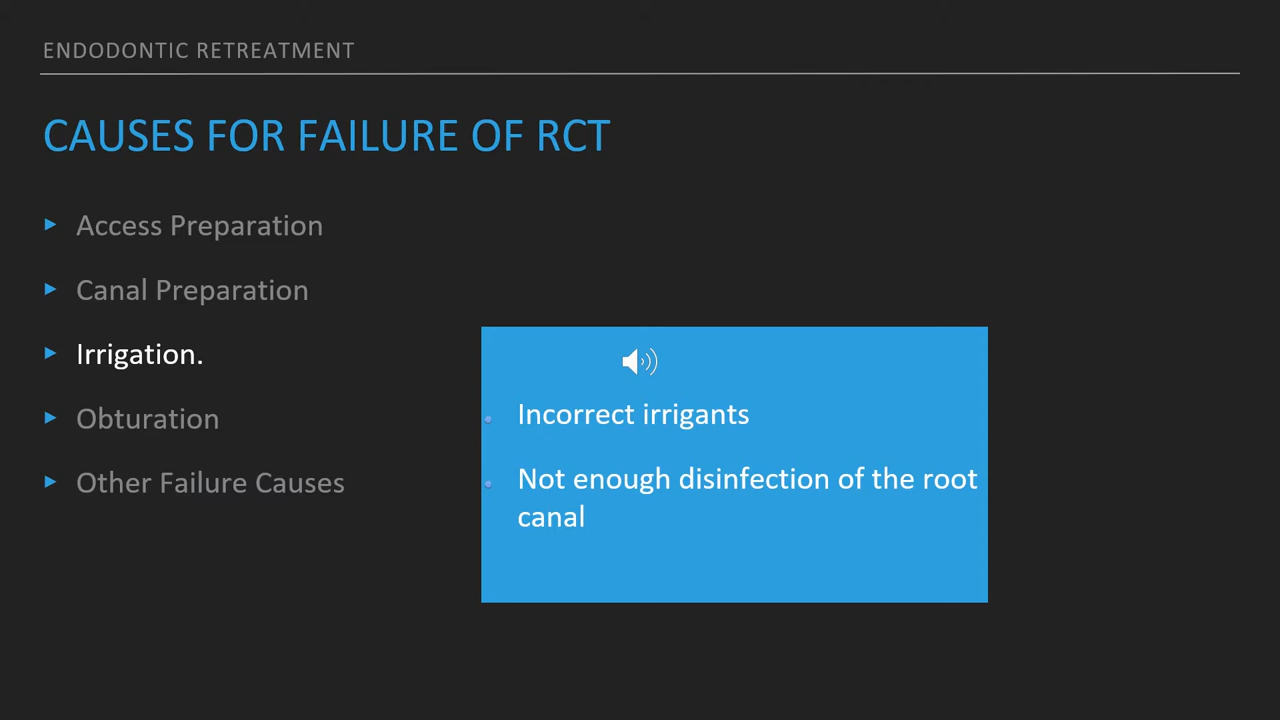 ENDODONTIC RETREATMENT
CAUSES FOR FAILURE OF RCT
Access Preparation
Canal Preparation
Irrigation.
Obturation
Other Failure Causes
Incorrect irrigants
Not enough disinfection of the root
canal